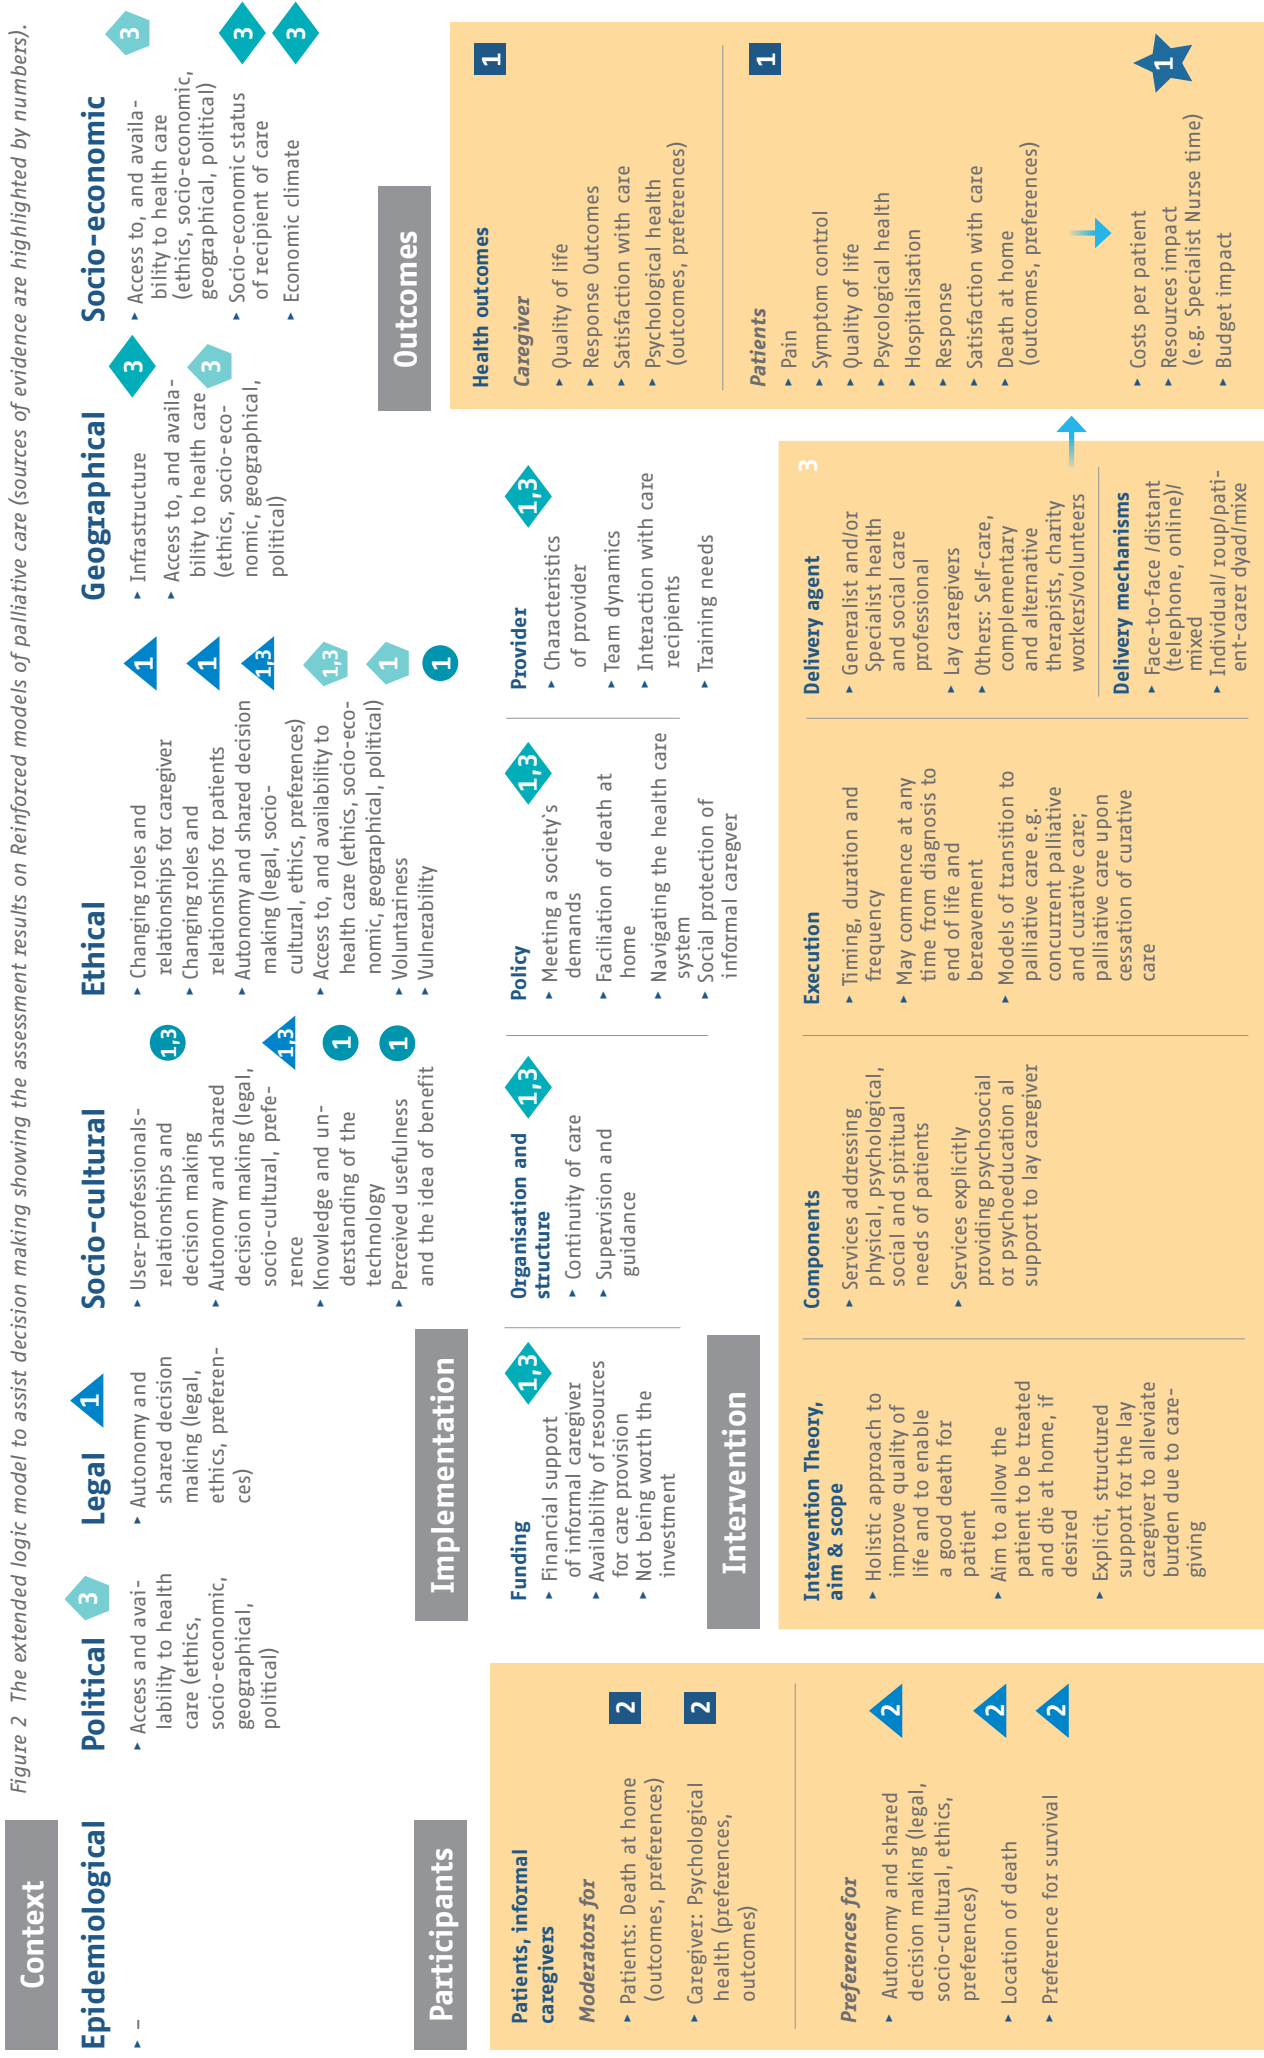 Figure 2 The extended logic model to assist decision making showing the assessment results on Reinforced models of palliative care (sources of evidence are highlighted by numbers).
Context
Epidemiological
▸ –
Political
3
▸ Access and avai-
lability to health
care (ethics,
socio-economic,
geographical,
political)
Legal
1
▸ Autonomy and
shared decision
making (legal,
ethics, preferen-
ces)
Socio-cultural
▸ User-professionals-
relationships and
decision making
1,3
▸ Autonomy and shared
decision making (legal,
socio-cultural, prefe-
rence
1,3
▸ Knowledge and un-
derstanding of the
technology
1
▸ Perceived usefulness
and the idea of benefit
1
Ethical
▸ Changing roles and
relationships for caregiver
1
▸ Changing roles and
relationships for patients
1
▸ Autonomy and shared decision
making (legal, socio-
cultural, ethics, preferences)
1,3
▸ Access to, and availability to
health care (ethics, socio-eco-
nomic, geographical, political)
1,3
▸ Voluntariness
1
▸ Vulnerability
1
Geographical
▸ Infrastructure
3
▸ Access to, and availa-
bility to health care
(ethics, socio-eco-
nomic, geographical,
political)
3
Socio-economic
▸ Access to, and availa-
bility to health care
(ethics, socio-economic,
geographical, political)
3
▸ Socio-economic status
of recipient of care
3
▸ Economic climate
3
Participants
Patients, informal
caregivers
Moderators for
▸ Patients: Death at home
(outcomes, preferences)
2
▸ Caregiver: Psychological
health (preferences,
outcomes)
2
Preferences for
▸ Autonomy and shared
decision making (legal,
socio-cultural, ethics,
preferences)
2
▸ Location of death
2
▸ Preference for survival
2
Implementation
Funding
1,3
▸ Financial support
of informal caregiver
▸ Availability of resources
for care provision
▸ Not being worth the
investment
Organisation and
structure
1,3
▸ Continuity of care
▸ Supervision and
guidance
Policy
1,3
▸ Meeting a society`s
demands
▸ Faciliation of death at
home
▸ Navigating the health care
system
▸ Social protection of
informal caregver
Provider
1,3
▸ Characteristics
of provider
▸ Team dynamics
▸ Interaction with care
recipients
▸ Training needs
Intervention
Intervention Theory,
aim & scope
▸ Holistic approach to
improve quality of
life and to enable
a good death for
patient
▸ Aim to allow the
patient to be treated
and die at home, if
desired
▸ Explicit, structured
support for the lay
caregiver to alleviate
burden due to care-
giving
Components
▸ Services addressing
physical, psychological,
social and spiritual
needs of patients
▸ Services explicitly
providing psychosocial
or psychoeducation al
support to lay caregiver
Execution
▸ Timing, duration and
frequency
▸ May commence at any
time from diagnosis to
end of life and
bereavement
▸ Models of transition to
palliative care e.g.
concurrent palliative
and curative care;
palliative care upon
cessation of curative
care
Delivery agent
3
▸ Generalist and/or
Specialist health
and social care
professional
▸ Lay caregivers
▸ Others: Self-care,
complementary
and alternative
therapists, charity
workers/volunteers
Delivery mechanisms
▸ Face-to-face /distant
(telephone, online)/
mixed
▸ Individual/ roup/pati-
ent-carer dyad/mixe
Outcomes
Health outcomes
1
Caregiver
▸ Quality of life
▸ Response Outcomes
▸ Satisfaction with care
▸ Psychological health
(outcomes, preferences)
Patients
1
▸ Pain
▸ Symptom control
▸ Quality of life
▸ Psycological health
▸ Hospitalisation
▸ Response
▸ Satisfaction with care
▸ Death at home
(outcomes, preferences)
▸ Costs per patient
▸ Resources impact
(e.g. Specialist Nurse time)
▸ Budget impact
1